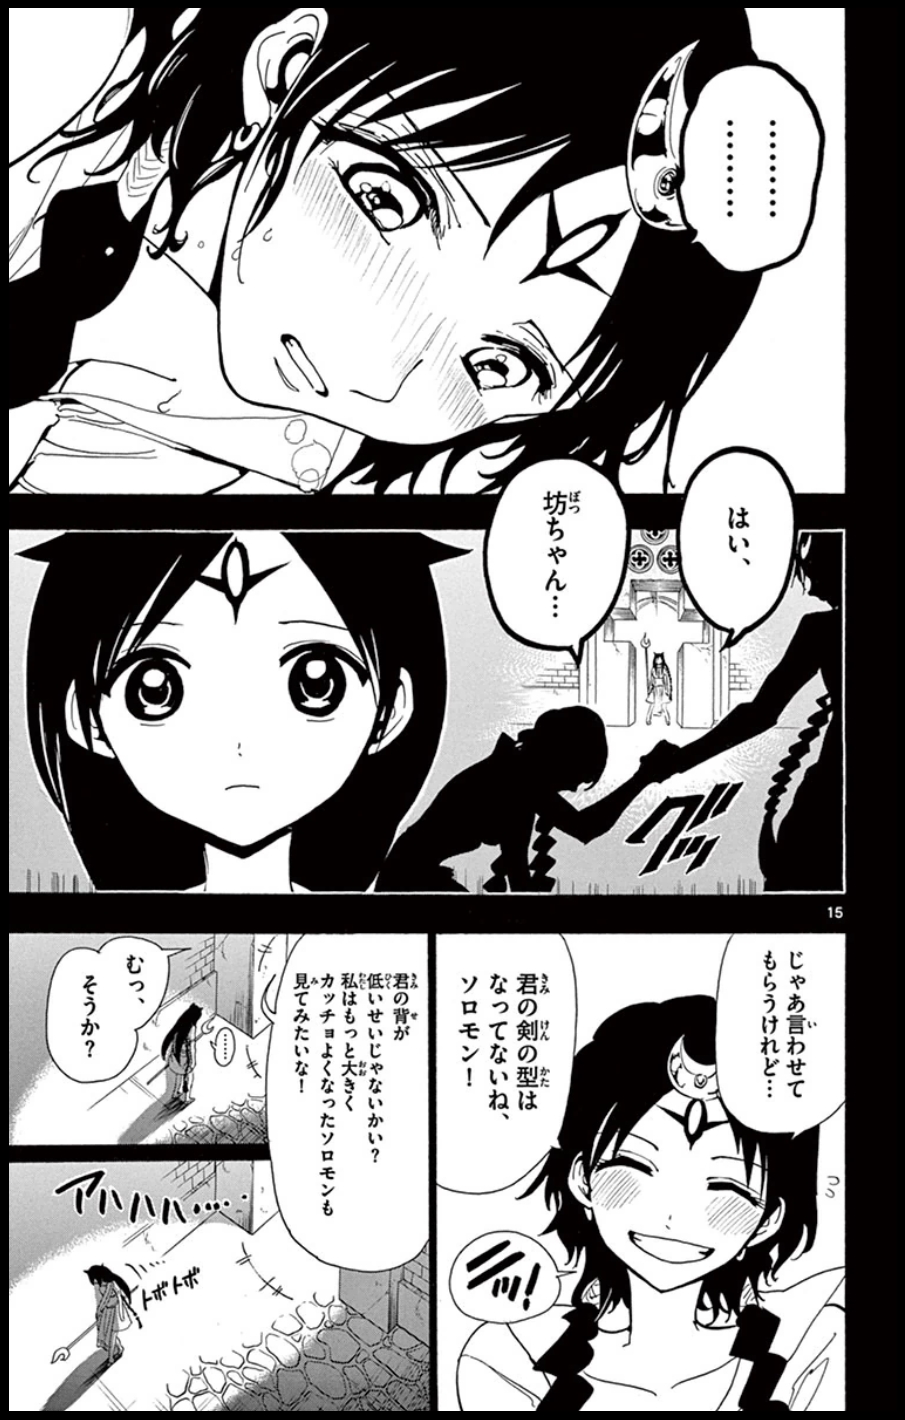 ………
………
はい、
坊ちゃん…
グッ
15
じゃあ言わせて
もらうけれど…
君の剣の型は
なってないね、
ソロモン!
君の背が
低いせいじゃないかい?
私はもっと大きく
カッチョよくなったソロモンも
見てみたいな!
……
むっ、
そうか?
アハハハハ……
トボトボ